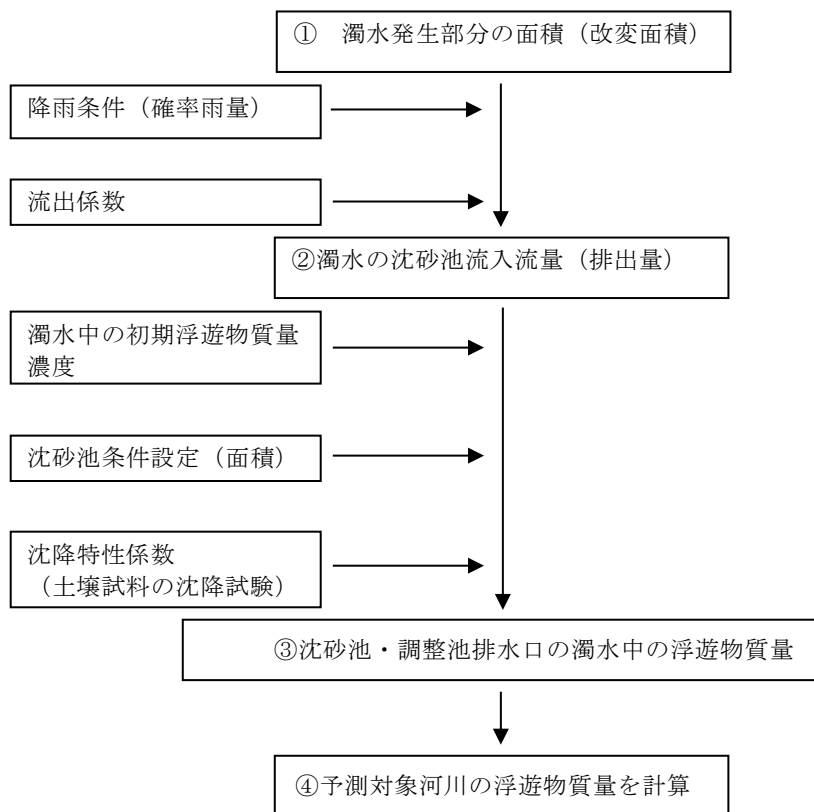 ① 濁水発生部分の面積（改変面積）
降雨条件（確率雨量）
流出係数
②濁水の沈砂池流入流量（排出量）
濁水中の初期浮遊物質量
濃度
沈砂池条件設定（面積）
沈降特性係数
（土壌試料の沈降試験）
③沈砂池・調整池排水口の濁水中の浮遊物質量
④予測対象河川の浮遊物質量を計算